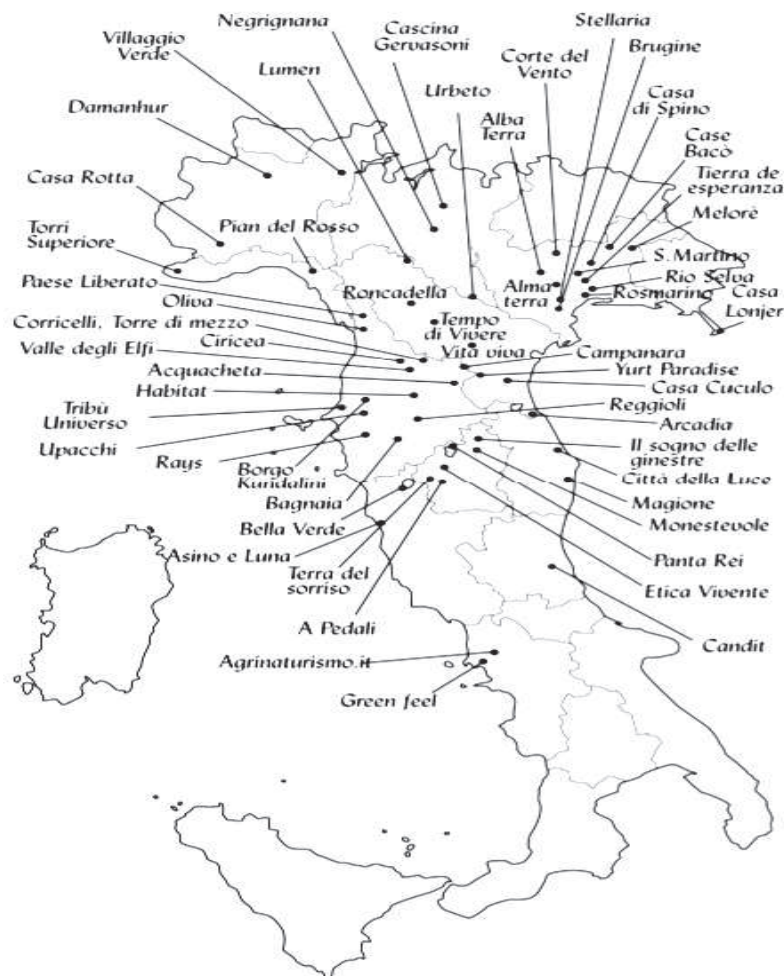 Negrignana
Villaggio
Verde
Cascina
Gervasoni
Stellaria
Lumen
Corte del
Vento
Brugine
Damanhur
Urbeto
Casa
di Spino
Alba
Terra
Case
Bacò
Casa Rotta
Tierra de
esperanza
Torri
Superiore
Pian del Rosso
Melorè
S. Martino
Paese Liberato
Roncadella
Alma
terra
Rio Selva
Rosmarino
Casa
Lonjer
Oliva
Corricelli, Torre di mezzo
Tempo
di Vivere
Ciricea
Valle degli Elfi
Vita viva
Campanara
Acquacheta
Yurt Paradise
Habitat
Casa Cuculo
Tribù
Universo
Reggioli
Arcadia
Upacchi
Rays
Borgo
Kundalini
Il sogno delle
ginestre
Bagnaia
Città della Luce
Bella Verde
Magione
Monestevole
Asino e Luna
Terra del
sorriso
Panta Rei
Etica Vivente
A Pedali
Candit
Agrinaturismo.it
Green feel